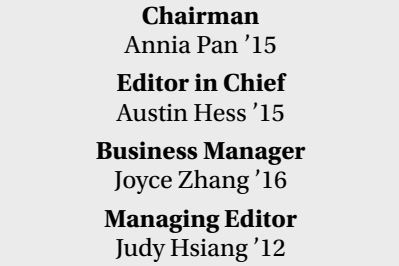 Chairman
Annia Pan ’15
Editor in Chief
Austin Hess ’15
Business Manager
Joyce Zhang ’16
Managing Editor
Judy Hsiang ’12